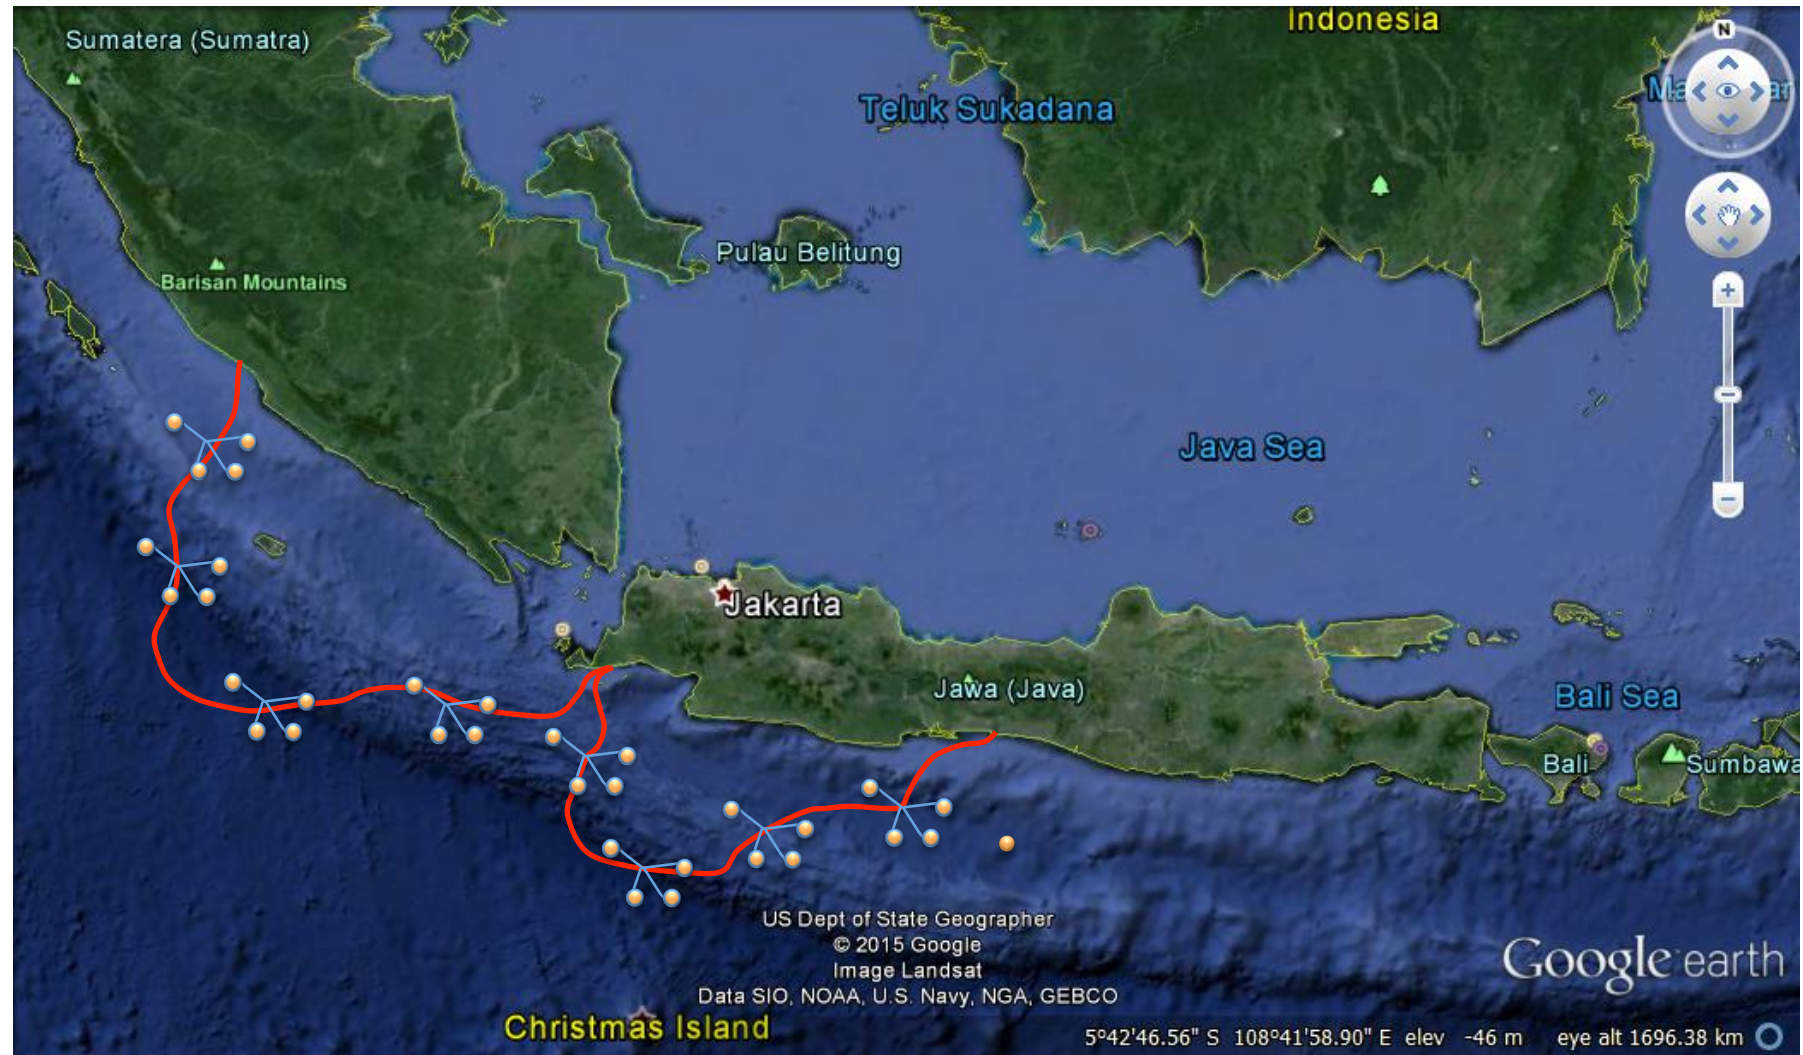 Indonesia
Sumatera (Sumatra)
N
Teluk Sukadana
Pulau Belitung
Barisan Mountains
Java Sea
Jakarta
Jawa (Java)
Bali Sea
Bali
Sumbawa
US Dept of State Geographer
© 2015 Google
Image Landsat
Data SIO, NOAA, U.S. Navy, NGA, GEBCO
Google earth
Christmas Island
5°42'46.56" S 108°41'58.90" E elev -46 m eye alt 1696.38 km